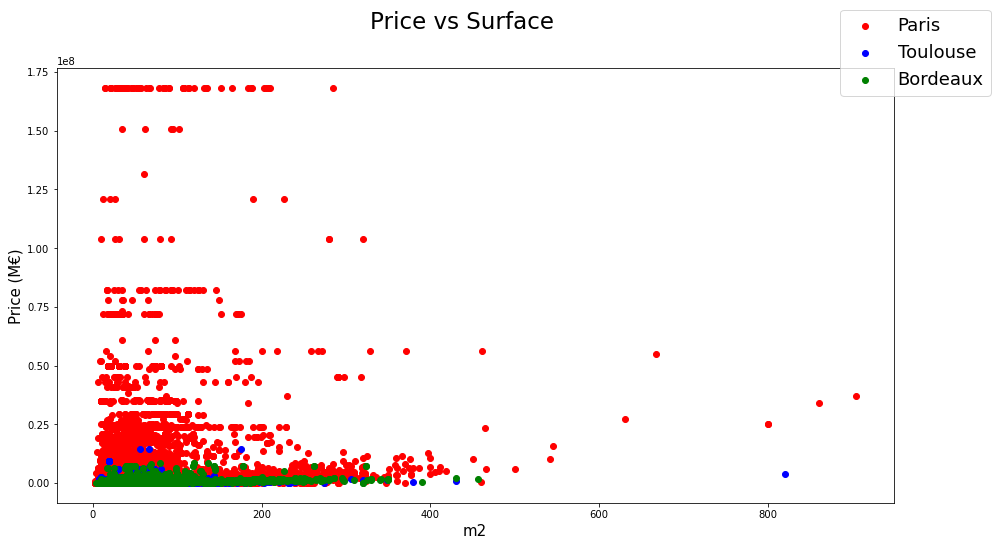 Price vs Surface
Paris
Toulouse
Bordeaux
1e8
1.75
1.50
1.25
1.00
0.75
0.50
0.25
0.00
Price (M€)
0
200
400
600
800
m2